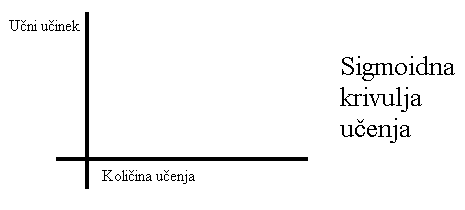 Učni učinek
Sigmoidna
krivulja
učenja
Količina učenja